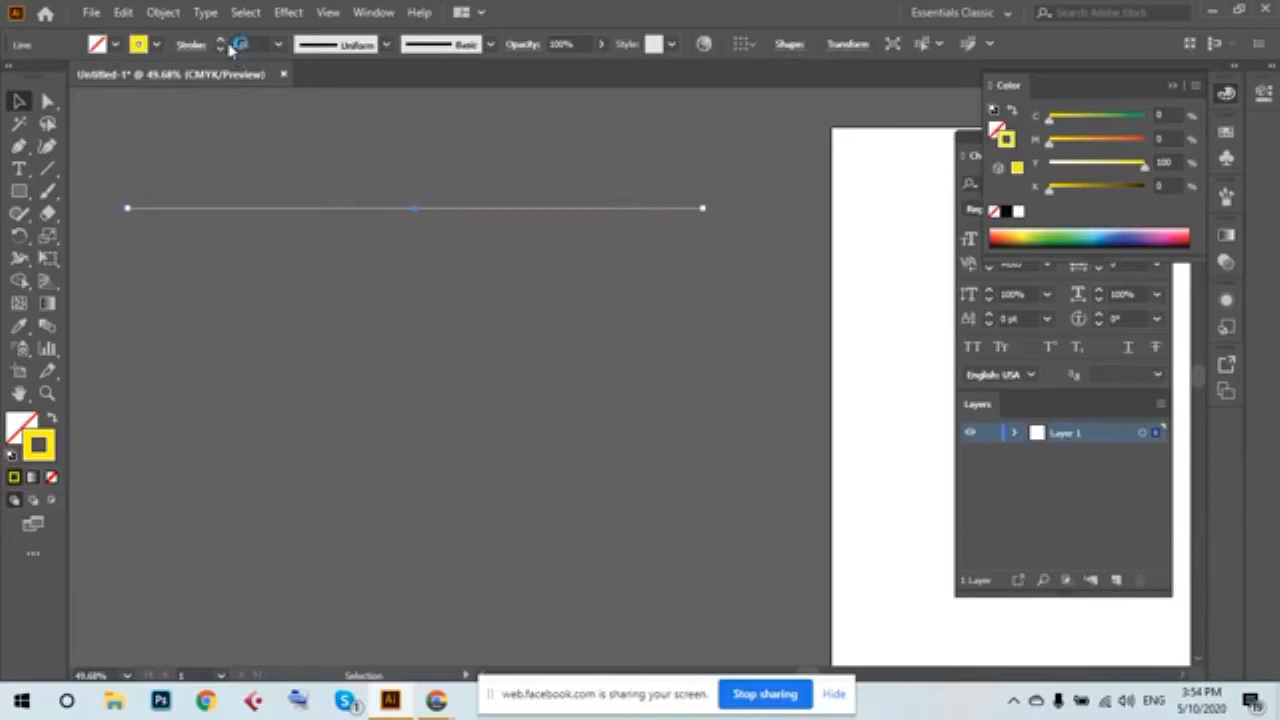 File Edit Object Type Select Effect View Window Help
Essentials Classic
Search Adobe Stock
Line
Stroke:
Uniform
Basic
Opacity: 100%
Style:
Shape:
Transform
Untitled-1* @ 49.68% (CMYK/Preview)
Color
C 0 %
M 0 %
Y 100 %
K 0 %
100% 100%
0 pt 0°
English: USA
Layers
Layer 1
1 Layer
49.68% 1 Selection
web.facebook.com is sharing your screen. Stop sharing Hide
ENG
3:54 PM
5/10/2020